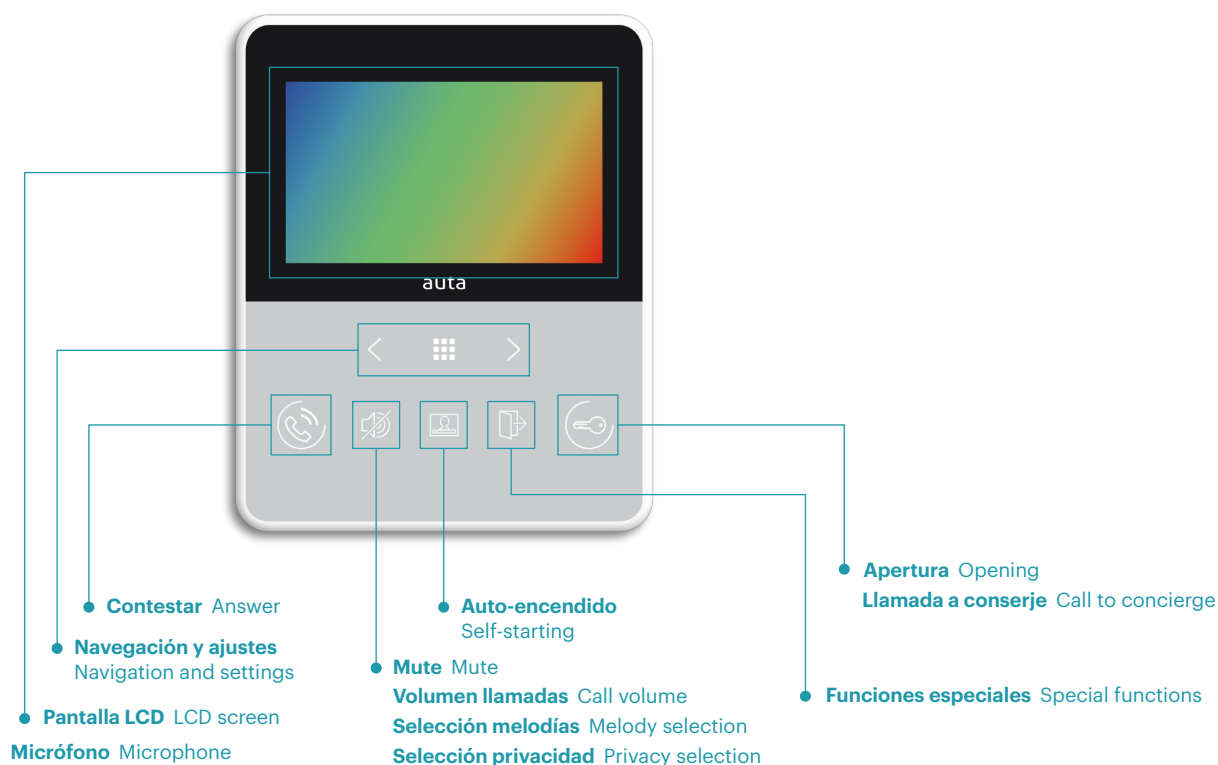 auta
Apertura Opening
Llamada a conserje Call to concierge
Contestar Answer
Auto-encendido
Self-starting
Navegación y ajustes
Navigation and settings
Mute Mute
Volumen llamadas Call volume
Selección melodías Melody selection
Selección privacidad Privacy selection
Funciones especiales Special functions
Pantalla LCD LCD screen
Micrófono Microphone